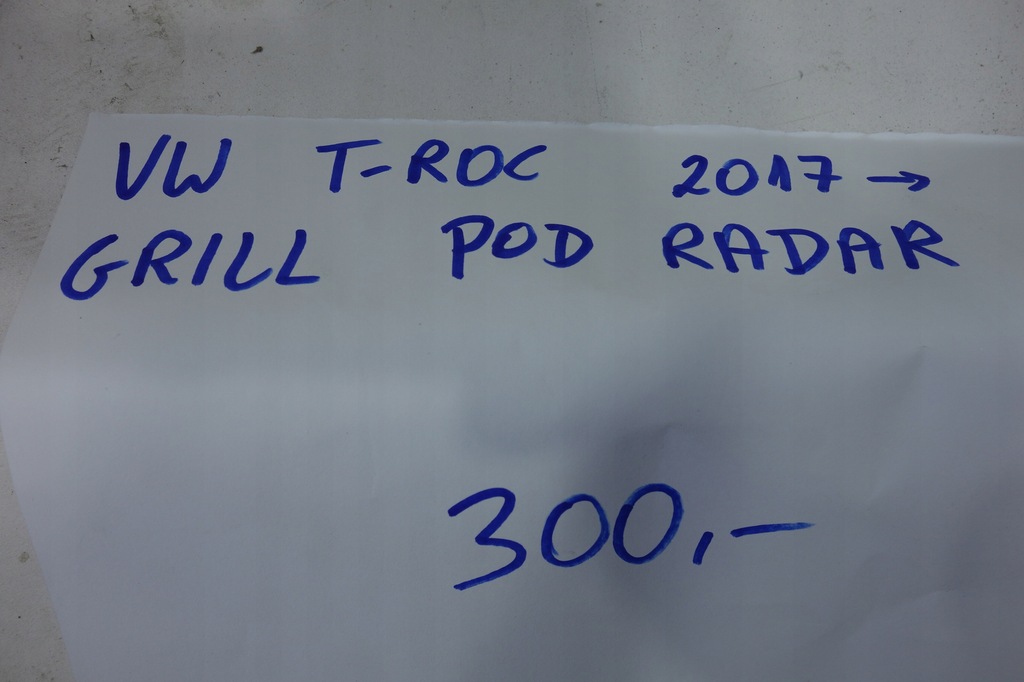 VW T-ROC 2017 →
GRILL POD RADAR
300,-